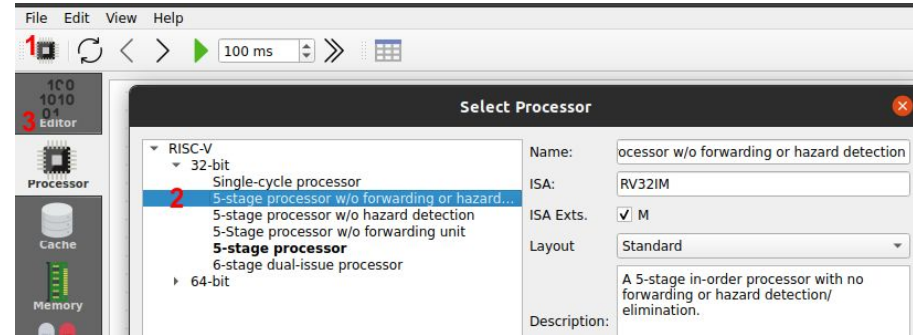 File Edit View Help
1
100 ms
Select Processor
100
1010
01
3 Editor
Processor
Cache
Memory
RISC-V
32-bit
Single-cycle processor
2 5-stage processor w/o forwarding or hazard...
5-stage processor w/o hazard detection
5-Stage processor w/o forwarding unit
5-stage processor
6-stage dual-issue processor
64-bit
Name: ocessor w/o forwarding or hazard detection
ISA: RV32IM
ISA Exts. M
Layout Standard
Description: A 5-stage in-order processor with no
forwarding or hazard detection/
elimination.